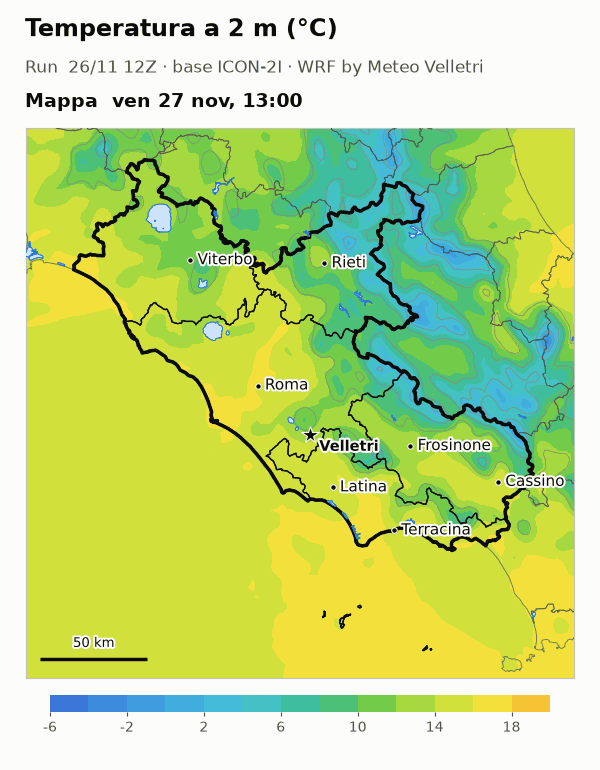 Temperatura a 2 m (°C)
Run  26/11 12Z · base ICON-2I · WRF by Meteo Velletri
Mappa  ven 27 nov, 13:00
Viterbo
Rieti
Roma
Velletri
Frosinone
Cassino
Latina
Terracina
50 km
-6 -2 2 6 10 14 18